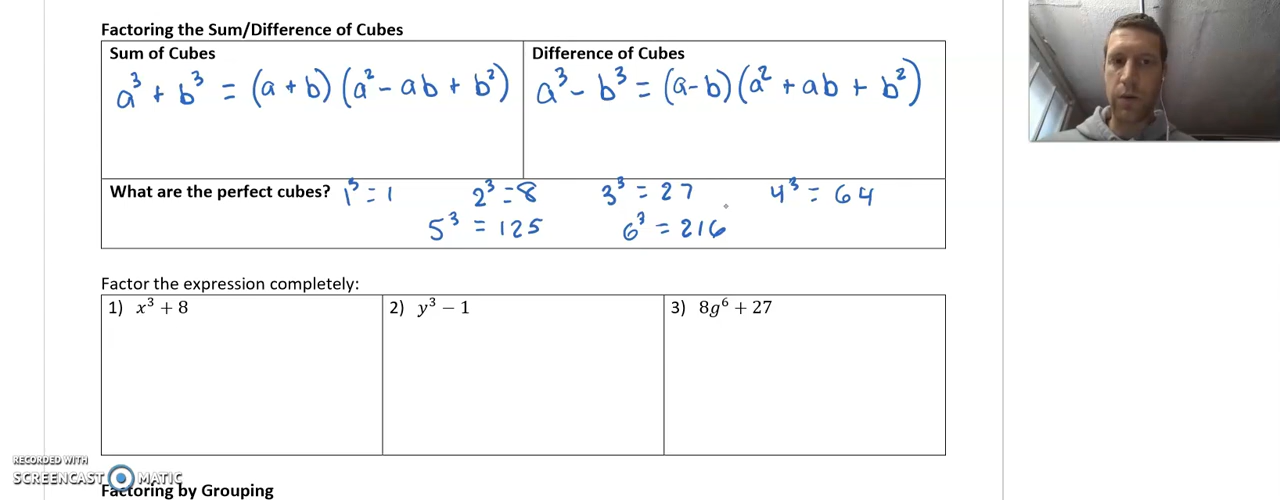 Factoring the Sum/Difference of Cubes
Sum of Cubes
a³ + b³ = (a + b) (a² - ab + b²)
Difference of Cubes
a³ - b³ = (a-b) (a² + ab + b²)
What are the perfect cubes? 1³ = 1 2³ = 8 3³ = 27 4³ = 64
5³ = 125 6³ = 216
Factor the expression completely:
1) x³ + 8
2) y³ − 1
3) 8g⁶ + 27
RECORDED WITH
SCREENCAST MATIC
Factoring by Grouping